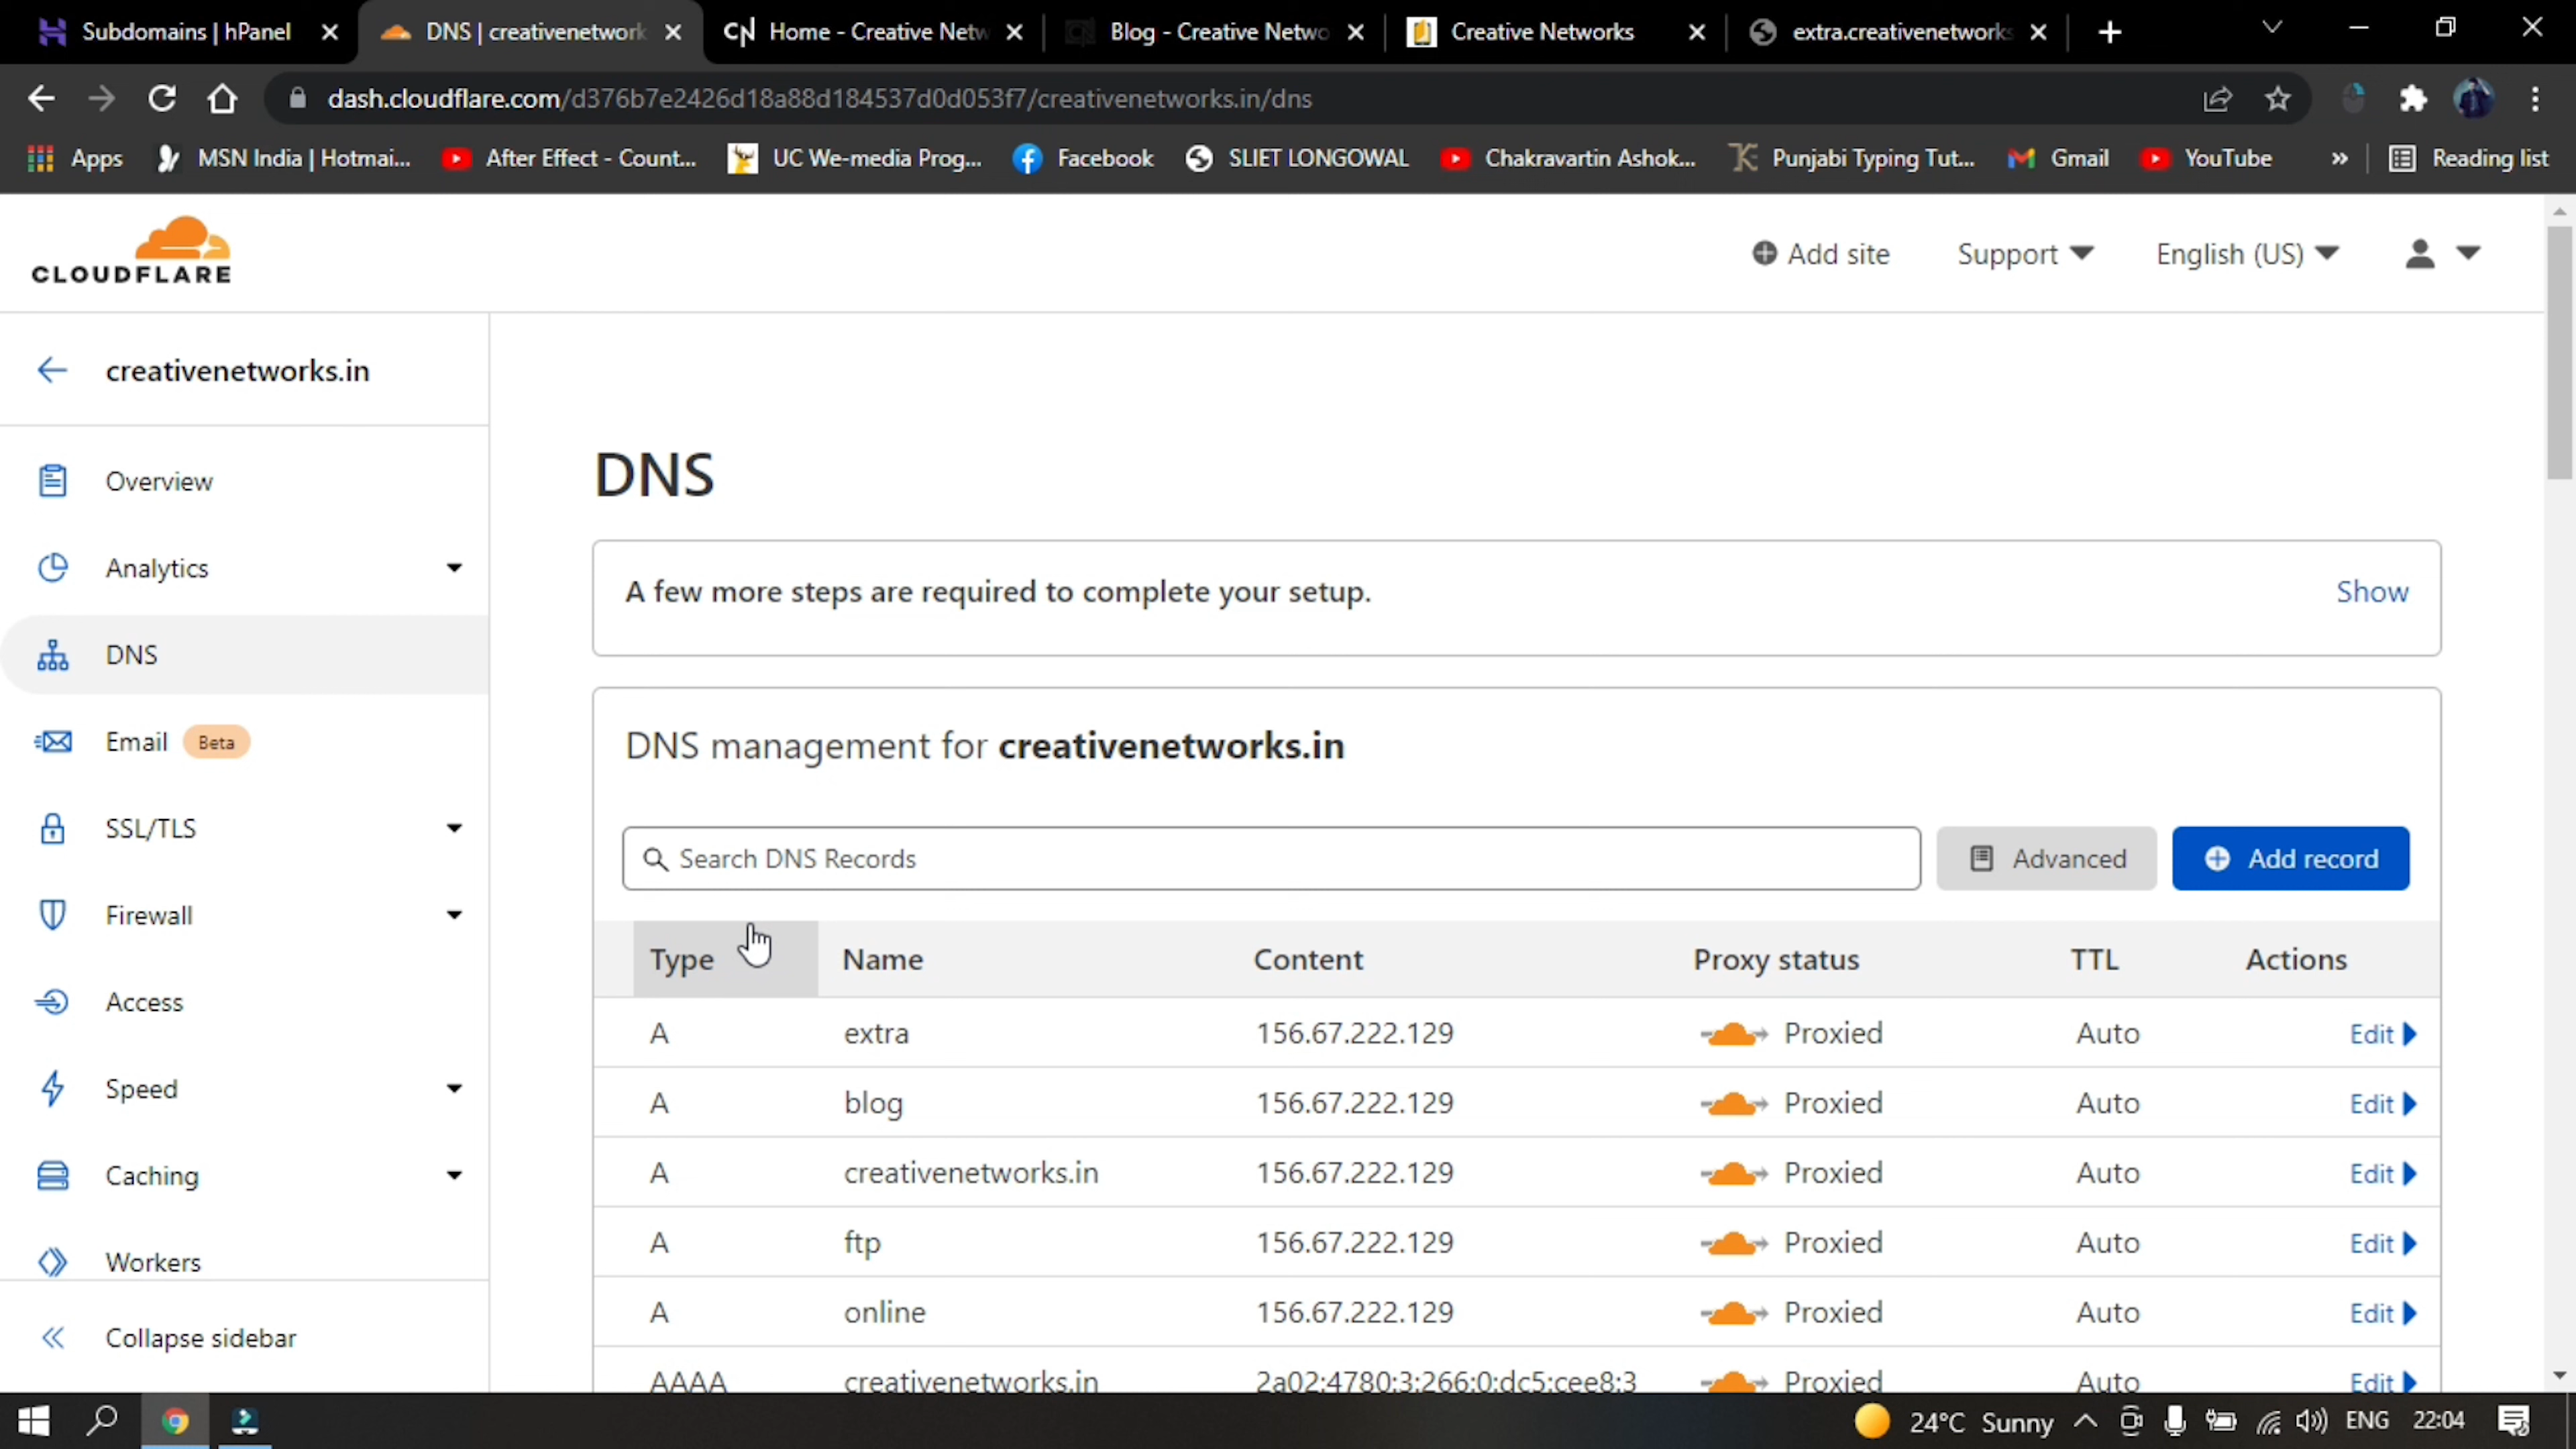 Subdomains | hPanel
DNS | creativenetwork
Home - Creative Netw
Blog - Creative Netwo
Creative Networks
extra.creativenetworks
dash.cloudflare.com/d376b7e2426d18a88d184537d0d053f7/creativenetworks.in/dns
Apps
MSN India | Hotmai...
After Effect - Count...
UC We-media Prog...
Facebook
SLIET LONGOWAL
Chakravartin Ashok...
Punjabi Typing Tut...
Gmail
YouTube
»
Reading list
CLOUDFLARE
Add site
Support
English (US)
creativenetworks.in
Overview
Analytics
DNS
Email Beta
SSL/TLS
Firewall
Access
Speed
Caching
Workers
Collapse sidebar
DNS
A few more steps are required to complete your setup. Show
DNS management for creativenetworks.in
Search DNS Records
Advanced
Add record
Type Name Content Proxy status TTL Actions
A extra 156.67.222.129 Proxied Auto Edit
A blog 156.67.222.129 Proxied Auto Edit
A creativenetworks.in 156.67.222.129 Proxied Auto Edit
A ftp 156.67.222.129 Proxied Auto Edit
A online 156.67.222.129 Proxied Auto Edit
AAAA creativenetworks.in 2a02:4780:3:266:0:dc5:cee8:3 Proxied Auto Edit
24°C Sunny
ENG
22:04